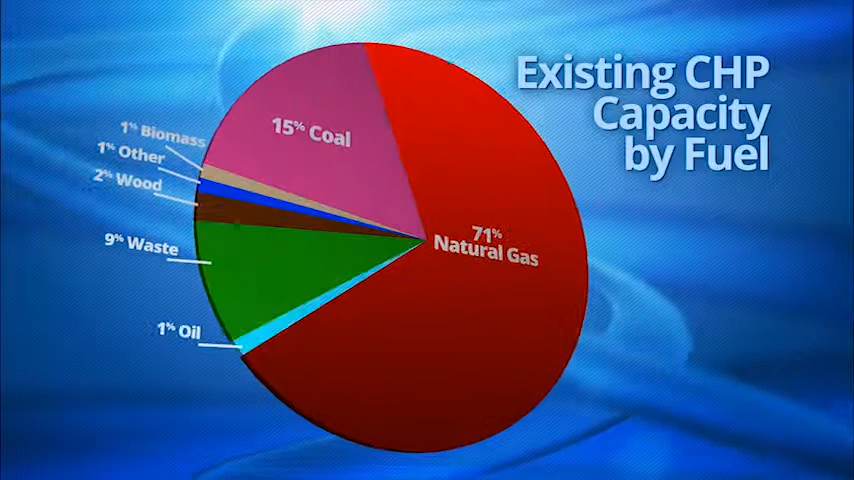 Existing CHP
Capacity
by Fuel
15% Coal
1% Biomass
1% Other
2% Wood
9% Waste
1% Oil
71%
Natural Gas